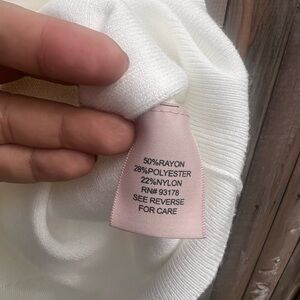 50%RAYON
28%POLYESTER
22%NYLON
RN# 93178
SEE REVERSE
FOR CARE